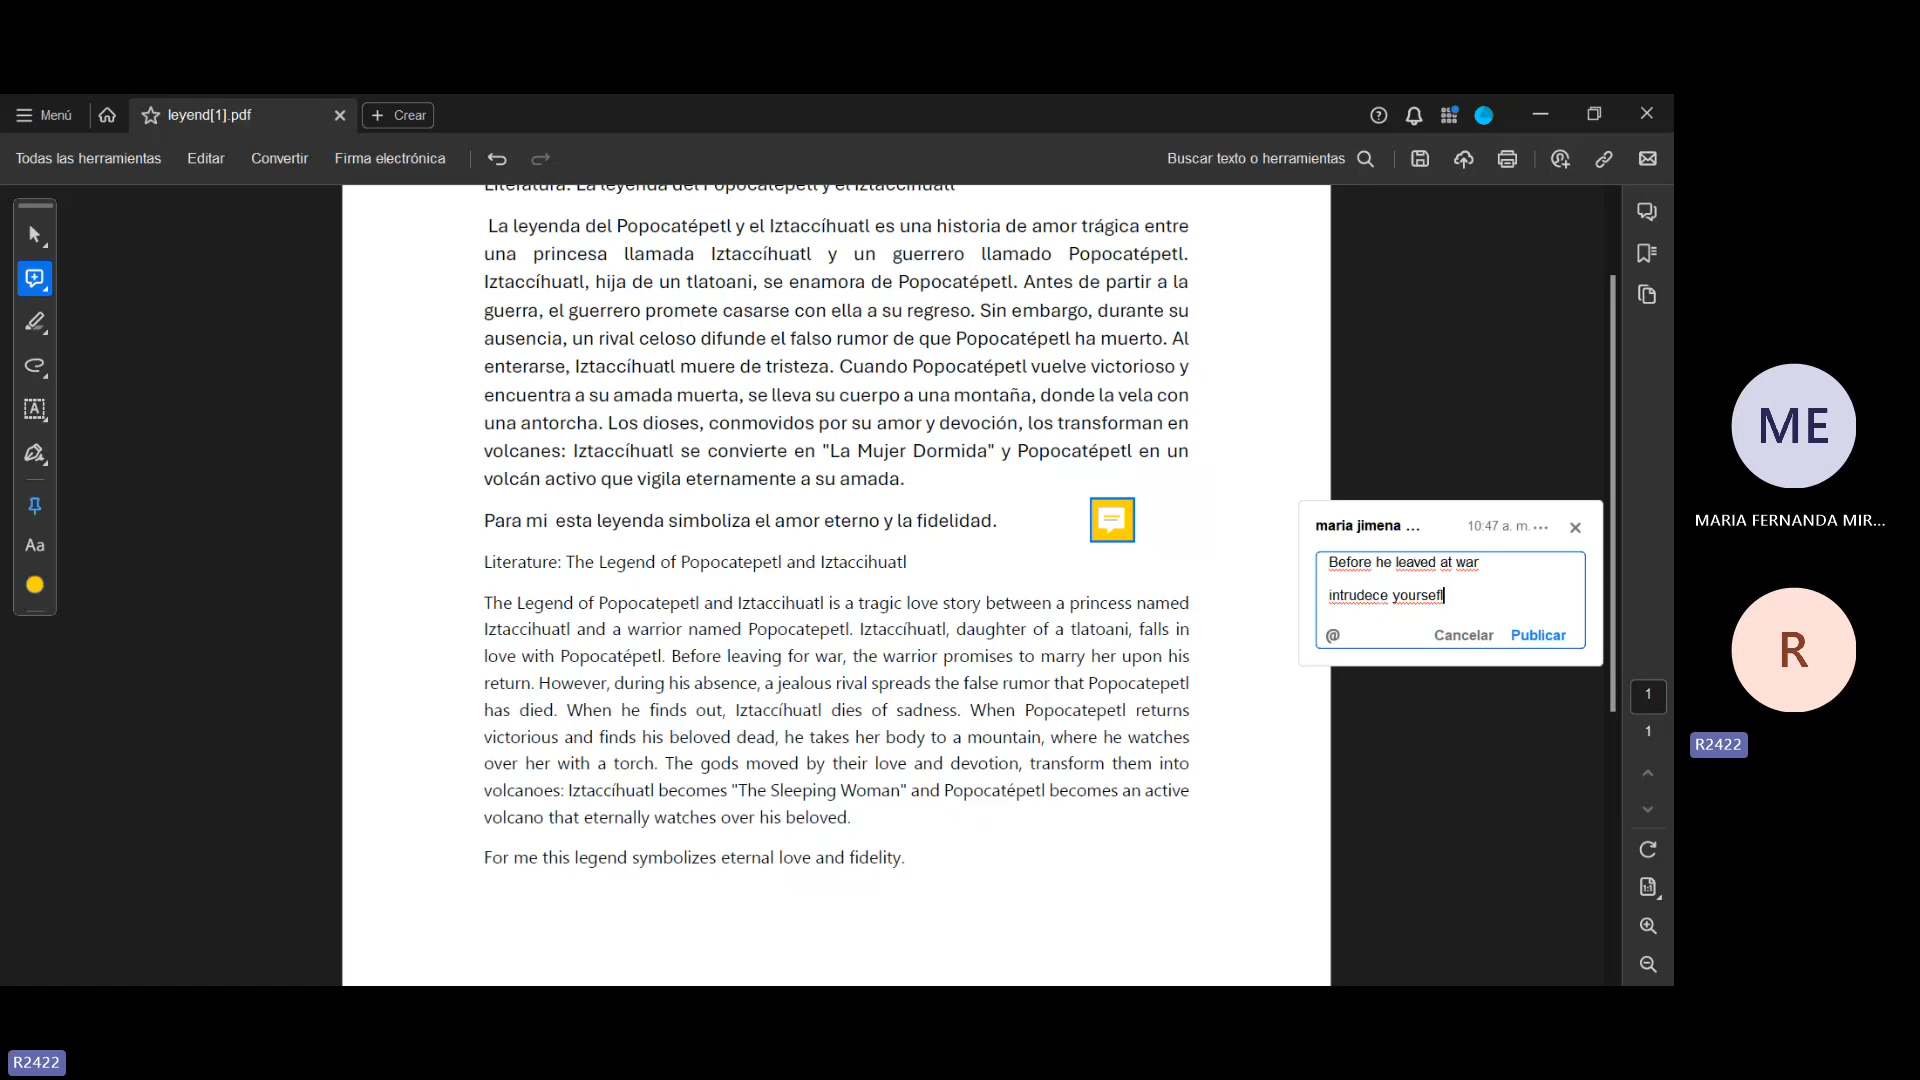 Menú
leyend[1].pdf
Crear
Todas las herramientas
Editar
Convertir
Firma electrónica
Buscar texto o herramientas
Literatura: La leyenda del Popocatépetl y el Iztaccíhuatl
La leyenda del Popocatépetl y el Iztaccíhuatl es una historia de amor trágica entre
una princesa llamada Iztaccíhuatl y un guerrero llamado Popocatépetl.
Iztaccíhuatl, hija de un tlatoani, se enamora de Popocatépetl. Antes de partir a la
guerra, el guerrero promete casarse con ella a su regreso. Sin embargo, durante su
ausencia, un rival celoso difunde el falso rumor de que Popocatépetl ha muerto. Al
enterarse, Iztaccíhuatl muere de tristeza. Cuando Popocatépetl vuelve victorioso y
encuentra a su amada muerta, se lleva su cuerpo a una montaña, donde la vela con
una antorcha. Los dioses, conmovidos por su amor y devoción, los transforman en
volcanes: Iztaccíhuatl se convierte en "La Mujer Dormida" y Popocatépetl en un
volcán activo que vigila eternamente a su amada.
Para mi esta leyenda simboliza el amor eterno y la fidelidad.
Literature: The Legend of Popocatepetl and Iztaccihuatl
The Legend of Popocatepetl and Iztaccihuatl is a tragic love story between a princess named
Iztaccihuatl and a warrior named Popocatepetl. Iztaccíhuatl, daughter of a tlatoani, falls in
love with Popocatépetl. Before leaving for war, the warrior promises to marry her upon his
return. However, during his absence, a jealous rival spreads the false rumor that Popocatepetl
has died. When he finds out, Iztaccíhuatl dies of sadness. When Popocatepetl returns
victorious and finds his beloved dead, he takes her body to a mountain, where he watches
over her with a torch. The gods moved by their love and devotion, transform them into
volcanoes: Iztaccíhuatl becomes "The Sleeping Woman" and Popocatépetl becomes an active
volcano that eternally watches over his beloved.
For me this legend symbolizes eternal love and fidelity.
maria jimena ...
10:47 a. m.
Before he leaved at war
intrudece yoursefl
@
Cancelar
Publicar
Aa
1
1
ME
MARIA FERNANDA MIR...
R
R2422
R2422